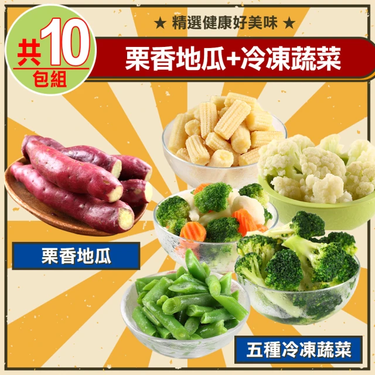 ★ 精選健康好美味 ★
共10
包組
栗香地瓜+冷凍蔬菜
栗香地瓜
五種冷凍蔬菜